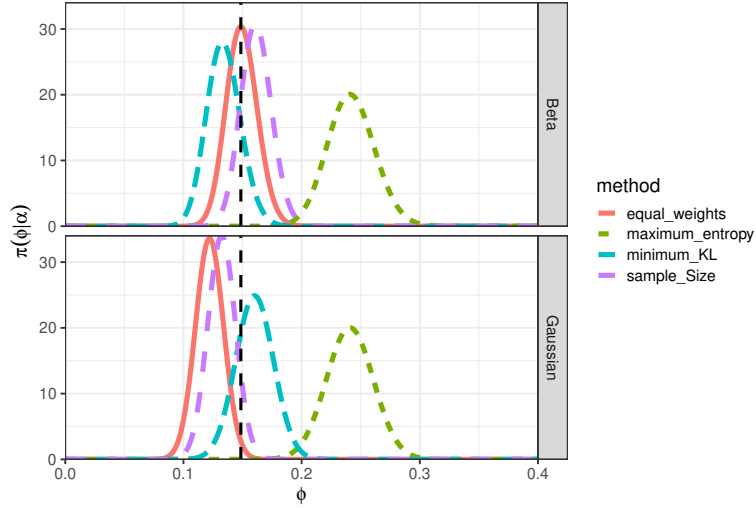 30
20
10
0
Beta
30
20
10
0
Gaussian
π(ϕ|α)
0.0 0.1 0.2 0.3 0.4
ϕ
method
equal_weights
maximum_entropy
minimum_KL
sample_Size